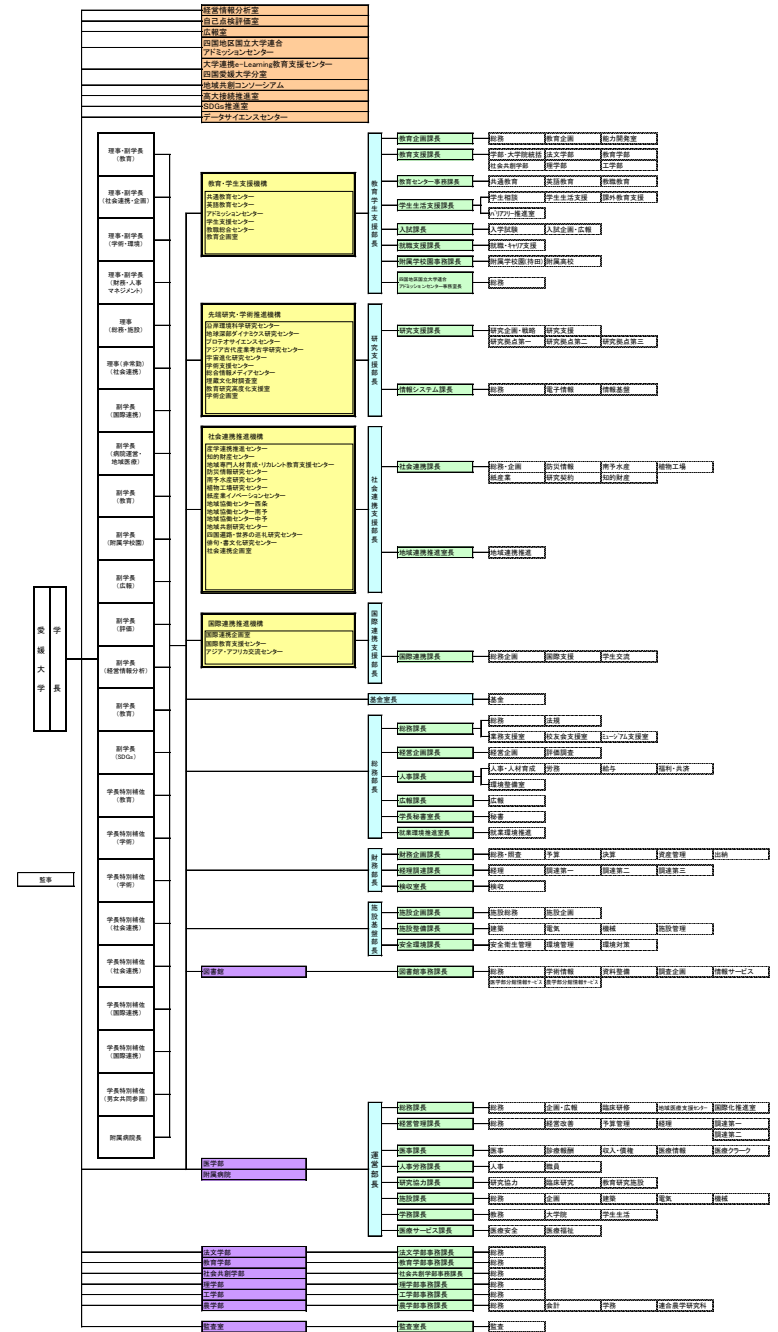 経営情報分析室
自己点検評価室
広報室
四国地区国立大学連合
アドミッションセンター
大学連携e-Learning教育支援センター
四国愛媛大学分室
地域共創コンソーシアム
高大接続推進室
SDGs推進室
データサイエンスセンター
愛媛大学
学長
監事
理事・副学長
(教育)
理事・副学長
(社会連携・企画)
理事・副学長
(学術・環境)
理事・副学長
(財務・人事
マネジメント)
理事
(総務・施設)
理事(非常勤)
(社会連携)
副学長
(国際連携)
副学長
(病院運営・
地域医療)
副学長
(教育)
副学長
(附属学校園)
副学長
(広報)
副学長
(評価)
副学長
(経営情報分析)
副学長
(教育)
副学長
(SDGs)
学長特別補佐
(教育)
学長特別補佐
(学術)
学長特別補佐
(学術)
学長特別補佐
(社会連携)
学長特別補佐
(社会連携)
学長特別補佐
(国際連携)
学長特別補佐
(国際連携)
学長特別補佐
(男女共同参画)
附属病院長
教育・学生支援機構
共通教育センター
英語教育センター
アドミッションセンター
学生支援センター
教職総合センター
教育企画室
教育学生支援部長
教育企画課長 総務 教育企画 能力開発室
教育支援課長 学部・大学院統括 法文学部 教育学部
社会共創学部 理学部 工学部
教育センター事務課長 共通教育 英語教育 教職教育
学生生活支援課長 学生相談 学生生活支援 課外教育支援
バリアフリー推進室
入試課長 入学試験 入試企画・広報
就職支援課長 就職・キャリア支援
附属学校園事務課長 附属学校園(持田) 附属高校
四国地区国立大学連合
アドミッションセンター事務室長 総務
先端研究・学術推進機構
沿岸環境科学研究センター
地球深部ダイナミクス研究センター
プロテオサイエンスセンター
アジア古代産業考古学研究センター
宇宙進化研究センター
学術支援センター
総合情報メディアセンター
埋蔵文化財調査室
教育研究高度化支援室
学術企画室
研究支援部長
研究支援課長 研究企画・戦略 研究支援
研究拠点第一 研究拠点第二 研究拠点第三
情報システム課長 総務 電子情報 情報基盤
社会連携推進機構
産学連携推進センター
知的財産センター
地域専門人材育成・リカレント教育支援センター
防災情報研究センター
南予水産研究センター
植物工場研究センター
紙産業イノベーションセンター
地域協働センター西条
地域協働センター南予
地域協働センター中予
地域共創研究センター
四国遍路・世界の巡礼研究センター
俳句・書文化研究センター
社会連携企画室
社会連携支援部長
社会連携課長 総務・企画 防災情報 南予水産 植物工場
紙産業 研究契約 知的財産
地域連携推進室長 地域連携推進
国際連携推進機構
国際連携企画室
国際教育支援センター
アジア・アフリカ交流センター
国際連携支援部長
国際連携課長 総務企画 国際支援 学生交流
基金室長 基金
総務部長
総務課長 総務 法規
業務支援室 校友会支援室 ミュージアム支援室
経営企画課長 経営企画 評価調査
人事課長 人事・人材育成 労務 給与 福利・共済
環境整備室
広報課長 広報
学長秘書室長 秘書
就業環境推進室長 就業環境推進
財務部長
財務企画課長 総務・照査 予算 決算 資産管理 出納
経理調達課長 経理 調達第一 調達第二 調達第三
検収室長 検収
施設基盤部長
施設企画課長 施設総務 施設企画
施設整備課長 建築 電気 機械 施設管理
安全環境課長 安全衛生管理 環境管理 環境対策
図書館 図書館事務課長 総務 学術情報 資料整備 調査企画 情報サービス
医学部分館情報サービス 農学部分館情報サービス
医学部
附属病院
運営部長
総務課長 総務 企画・広報 臨床研修 地域医療支援センター 国際化推進室
経営管理課長 総務 経営改善 予算管理 経理 調達第一
調達第二
医事課長 医事 診療報酬 収入・債権 医療情報 医療クラーク
人事労務課長 人事 職員
研究協力課長 研究協力 臨床研究 教育研究施設
施設課長 総務 企画 建築 電気 機械
学務課長 教務 大学院 学生生活
医療サービス課長 医療安全 医療福祉
法文学部 法文学部事務課長 総務
教育学部 教育学部事務課長 総務
社会共創学部 社会共創学部事務課長 総務
理学部 理学部事務課長 総務
工学部 工学部事務課長 総務
農学部 農学部事務課長 総務 会計 学務 連合農学研究科
監査室 監査室長 監査